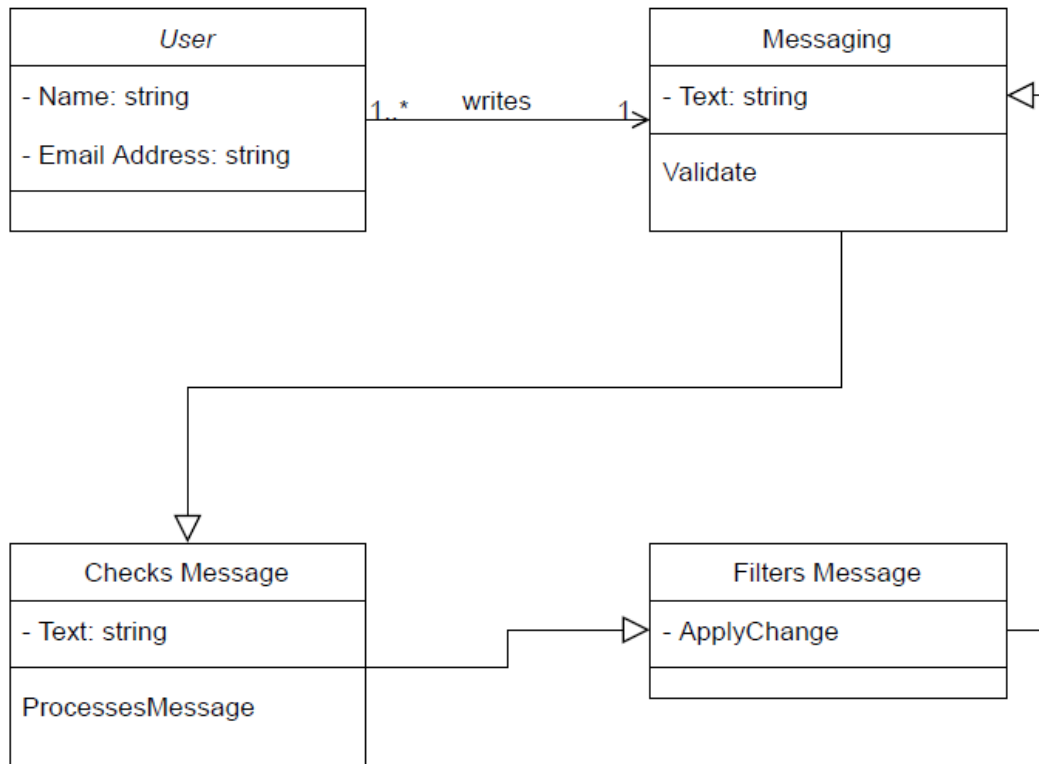 User
- Name: string
- Email Address: string
1..*
writes
1
Messaging
- Text: string
Validate
Checks Message
- Text: string
ProcessesMessage
Filters Message
- ApplyChange